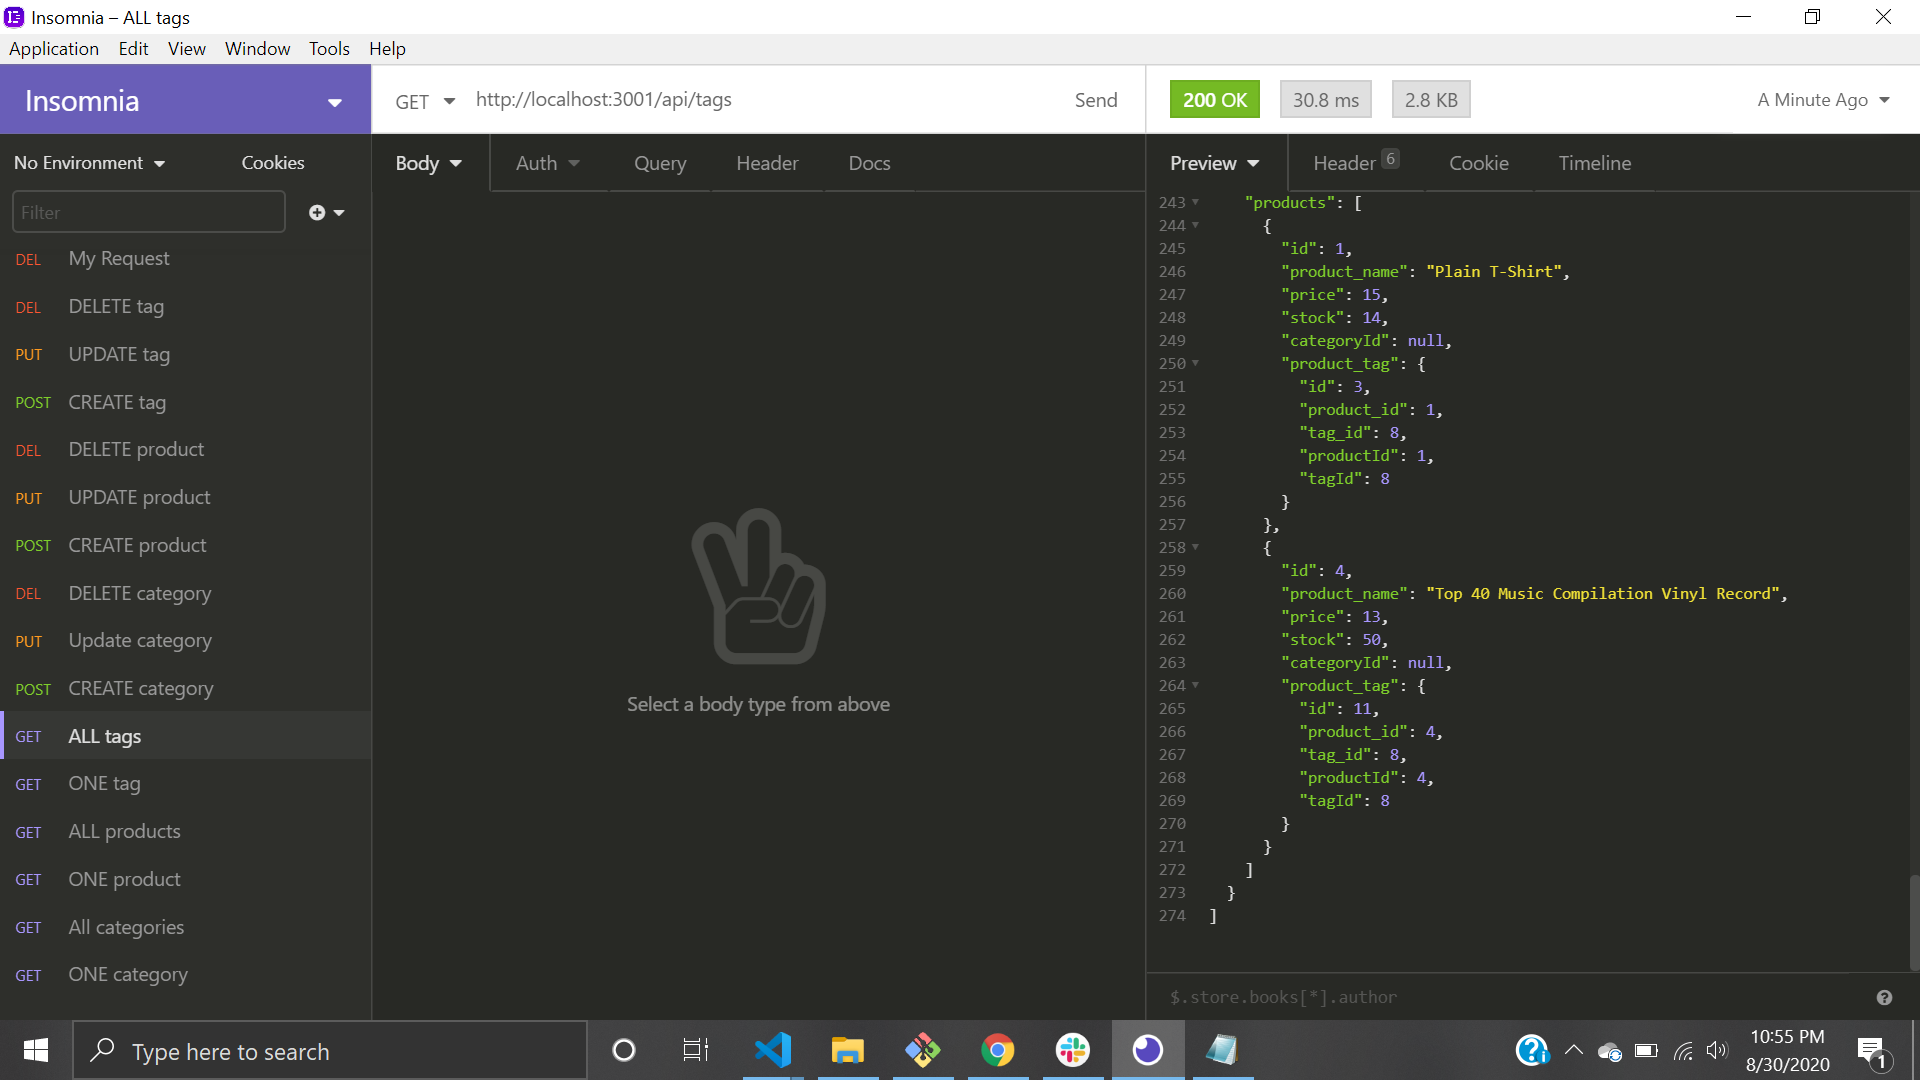 Insomnia – ALL tags
Application Edit View Window Tools Help
Insomnia
GET http://localhost:3001/api/tags Send
200 OK 30.8 ms 2.8 KB A Minute Ago
No Environment Cookies
Body Auth Query Header Docs
Preview Header 6 Cookie Timeline
Filter
DEL My Request
DEL DELETE tag
PUT UPDATE tag
POST CREATE tag
DEL DELETE product
PUT UPDATE product
POST CREATE product
DEL DELETE category
PUT Update category
POST CREATE category
GET ALL tags
GET ONE tag
GET ALL products
GET ONE product
GET All categories
GET ONE category
Select a body type from above
243 "products": [
244 {
245 "id": 1,
246 "product_name": "Plain T-Shirt",
247 "price": 15,
248 "stock": 14,
249 "categoryId": null,
250 "product_tag": {
251 "id": 3,
252 "product_id": 1,
253 "tag_id": 8,
254 "productId": 1,
255 "tagId": 8
256 }
257 },
258 {
259 "id": 4,
260 "product_name": "Top 40 Music Compilation Vinyl Record",
261 "price": 13,
262 "stock": 50,
263 "categoryId": null,
264 "product_tag": {
265 "id": 11,
266 "product_id": 4,
267 "tag_id": 8,
268 "productId": 4,
269 "tagId": 8
270 }
271 }
272 ]
273 }
274 ]
$.store.books[*].author
Type here to search
10:55 PM
8/30/2020
1